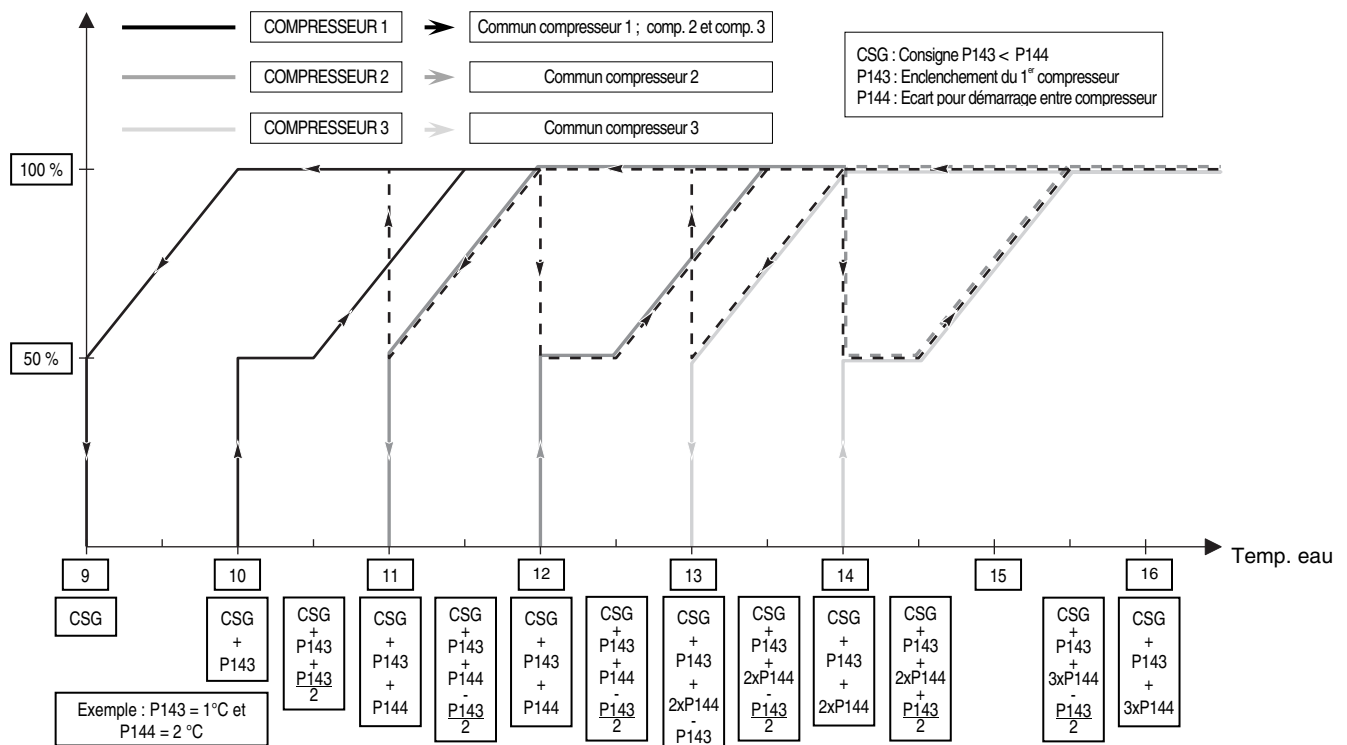 COMPRESSEUR 1
Commun compresseur 1 ; comp. 2 et comp. 3
COMPRESSEUR 2
Commun compresseur 2
COMPRESSEUR 3
Commun compresseur 3
CSG : Consigne P143 < P144
P143 : Enclenchement du 1er compresseur
P144 : Ecart pour démarrage entre compresseur
100 %
50 %
Temp. eau
9
10
11
12
13
14
15
16
CSG
CSG
+
P143
CSG
+
P143
+
P143
2
CSG
+
P143
+
P144
CSG
+
P143
+
P144
-
P143
2
CSG
+
P143
+
P144
CSG
+
P143
+
P144
-
P143
2
CSG
+
P143
+
2xP144
-
P143
CSG
+
P143
+
2xP144
-
P143
2
CSG
+
P143
+
2xP144
CSG
+
P143
+
2xP144
+
P143
2
CSG
+
P143
+
3xP144
-
P143
2
CSG
+
P143
+
3xP144
Exemple : P143 = 1°C et
P144 = 2 °C